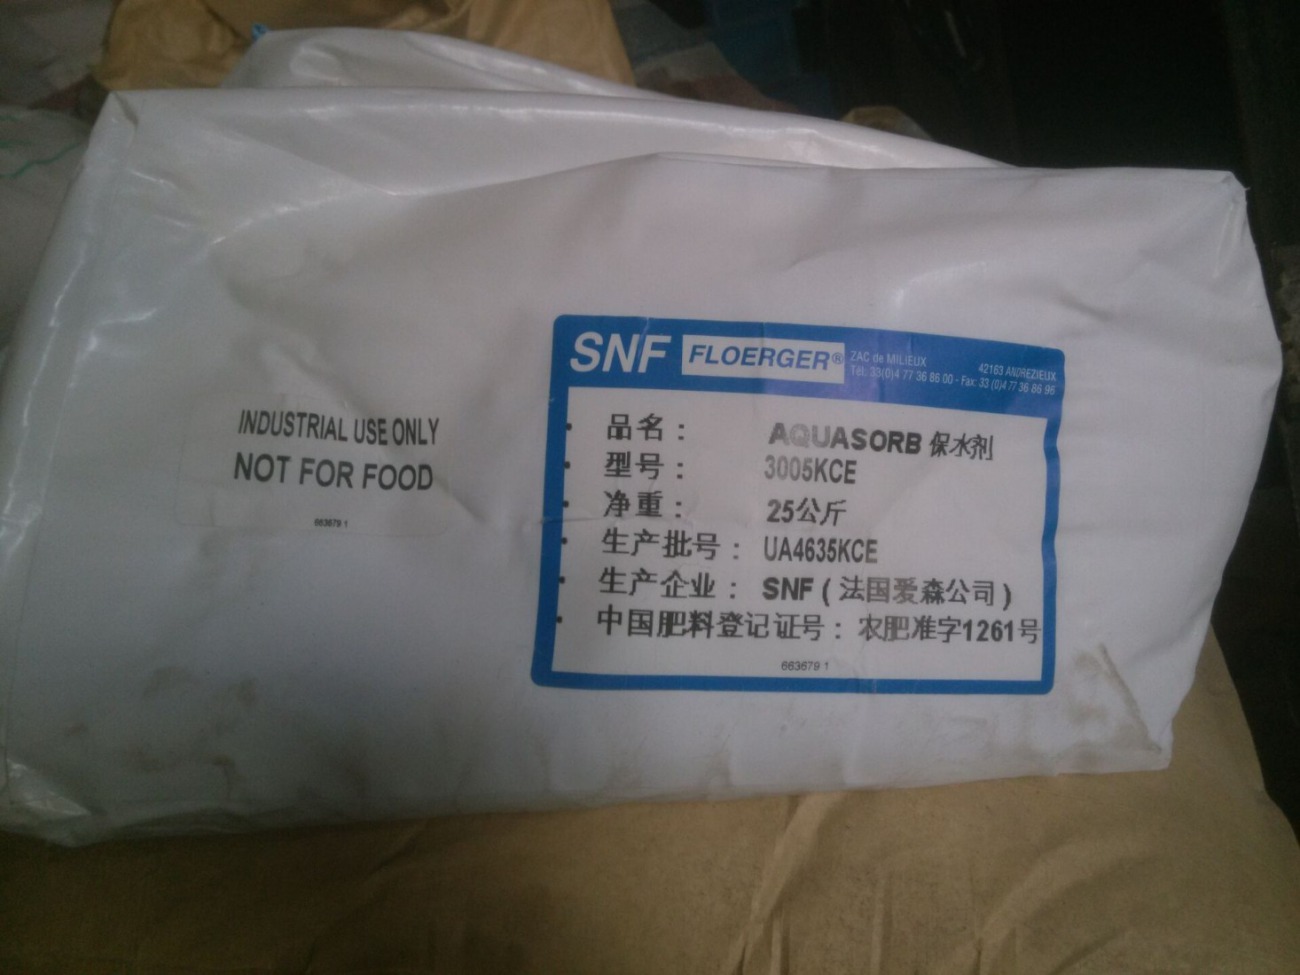 SNF FLOERGER®
ZAC de MILIEUX 42163 ANDREZIEUX
Tél: 33(0)4 77 36 86 00 - Fax: 33 (0)4 77 36 86 96
INDUSTRIAL USE ONLY
NOT FOR FOOD
663679 1
品名： AQUASORB 保水剂
型号： 3005KCE
净重： 25公斤
生产批号： UA4635KCE
生产企业： SNF (法国爱森公司)
中国肥料登记证号： 农肥准字1261号
663679 1